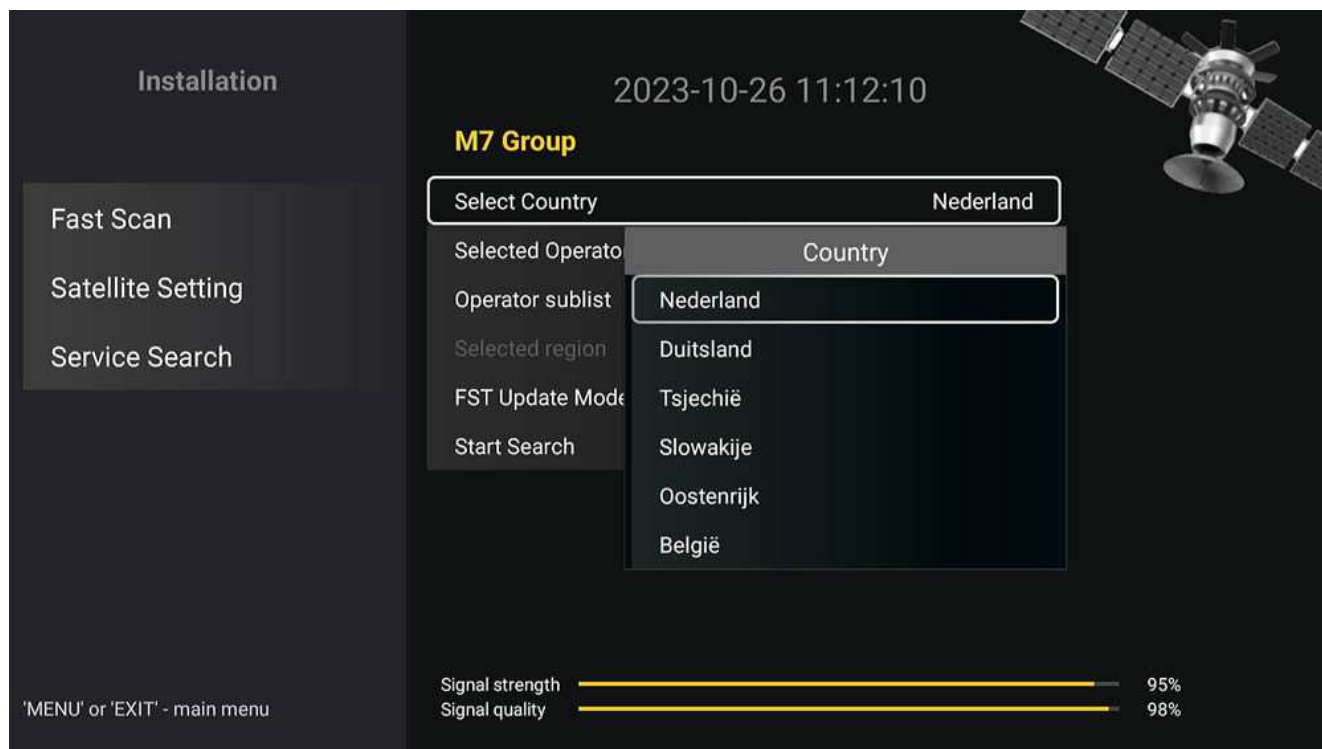 Installation
2023-10-26 11:12:10
M7 Group
Fast Scan
Satellite Setting
Service Search
Select Country Nederland
Selected Operato
Operator sublist
Selected region
FST Update Mode
Start Search
Country
Nederland
Duitsland
Tsjechië
Slowakije
Oostenrijk
België
Signal strength 95%
Signal quality 98%
'MENU' or 'EXIT' - main menu